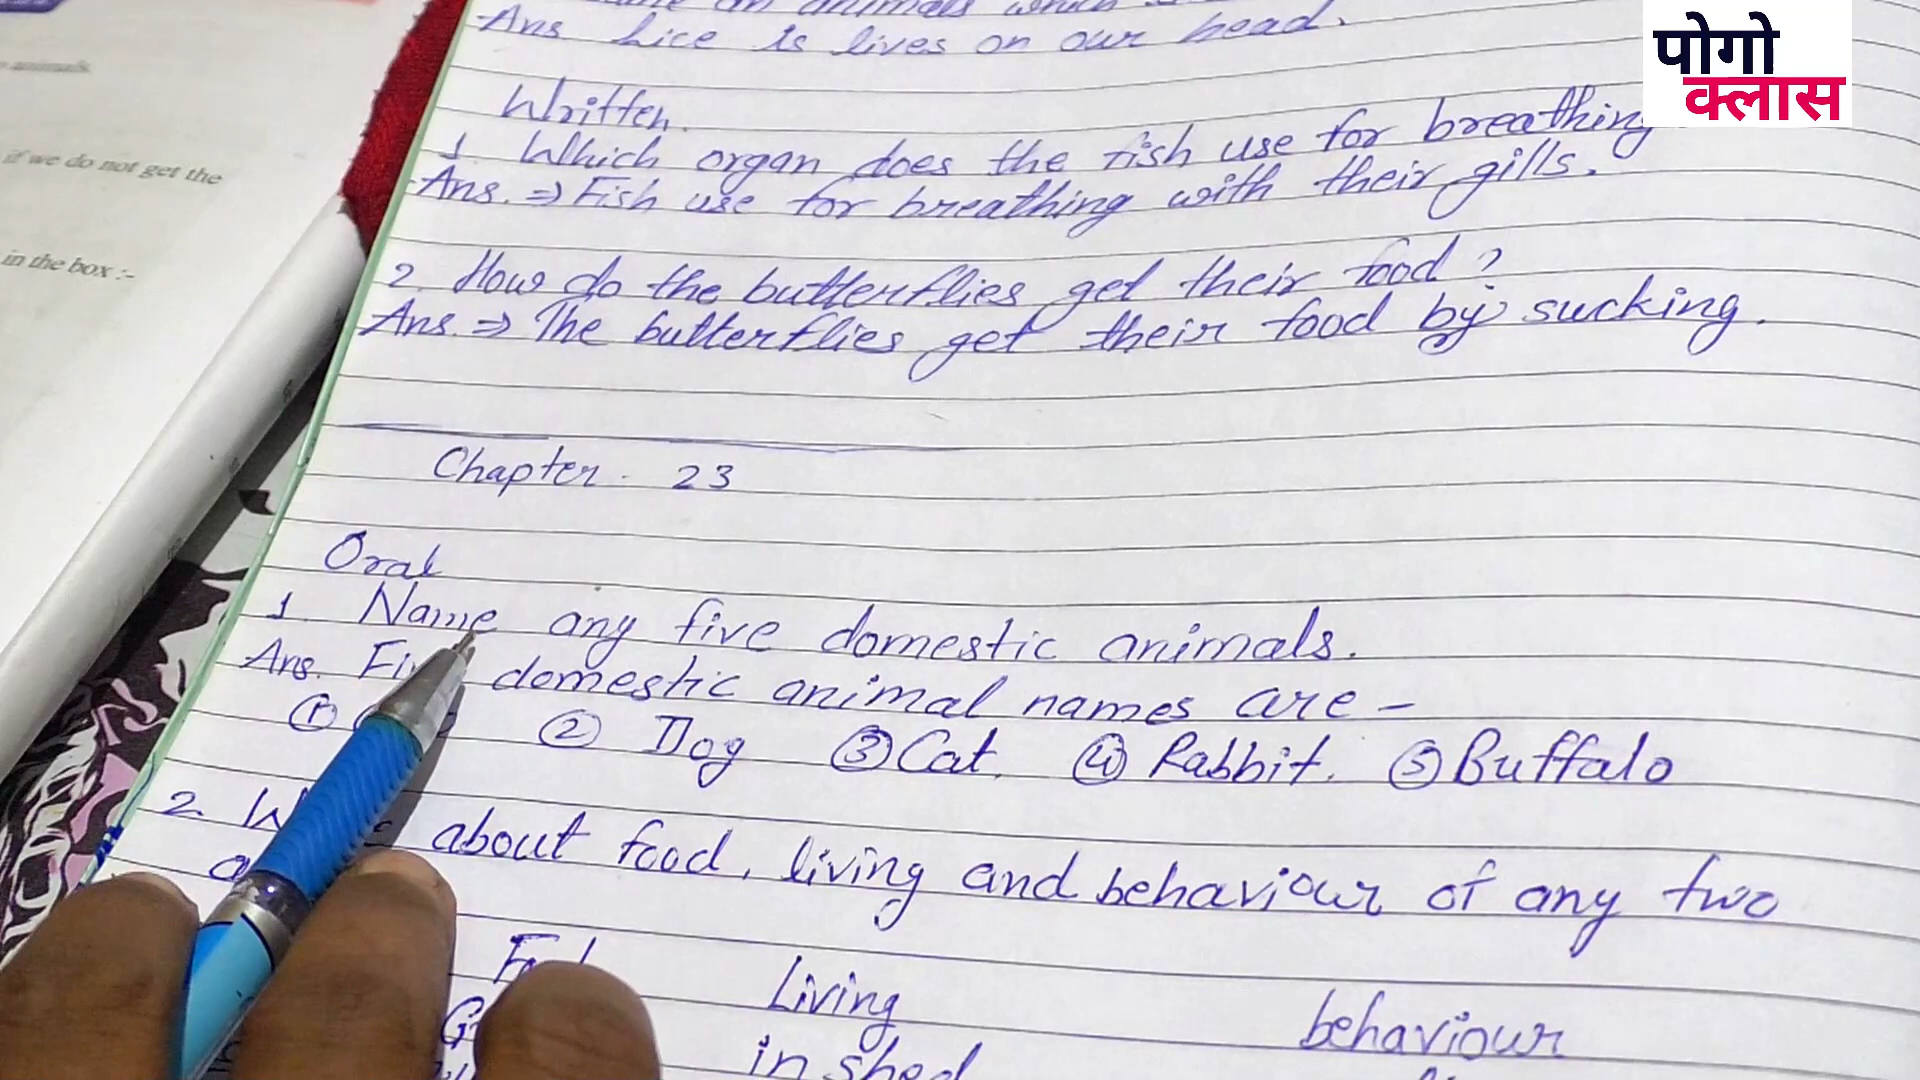 animals
if we do not get the
in the box :-
पोगो
क्लास
an animals which
Ans Lice is lives on our head.
Written.
1. Which organ does the fish use for breathing
Ans. ⇒ Fish use for breathing with their gills.
2. How do the butterflies get their food ?
Ans. ⇒ The butterflies get their food by sucking.
Chapter - 23
Oral
1. Name any five domestic animals.
Ans. domestic animal names are -
① ② Dog ③ Cat. ④ Rabbit. ⑤ Buffalo
2. about food, living and behaviour of any two
Living behaviour
in shed